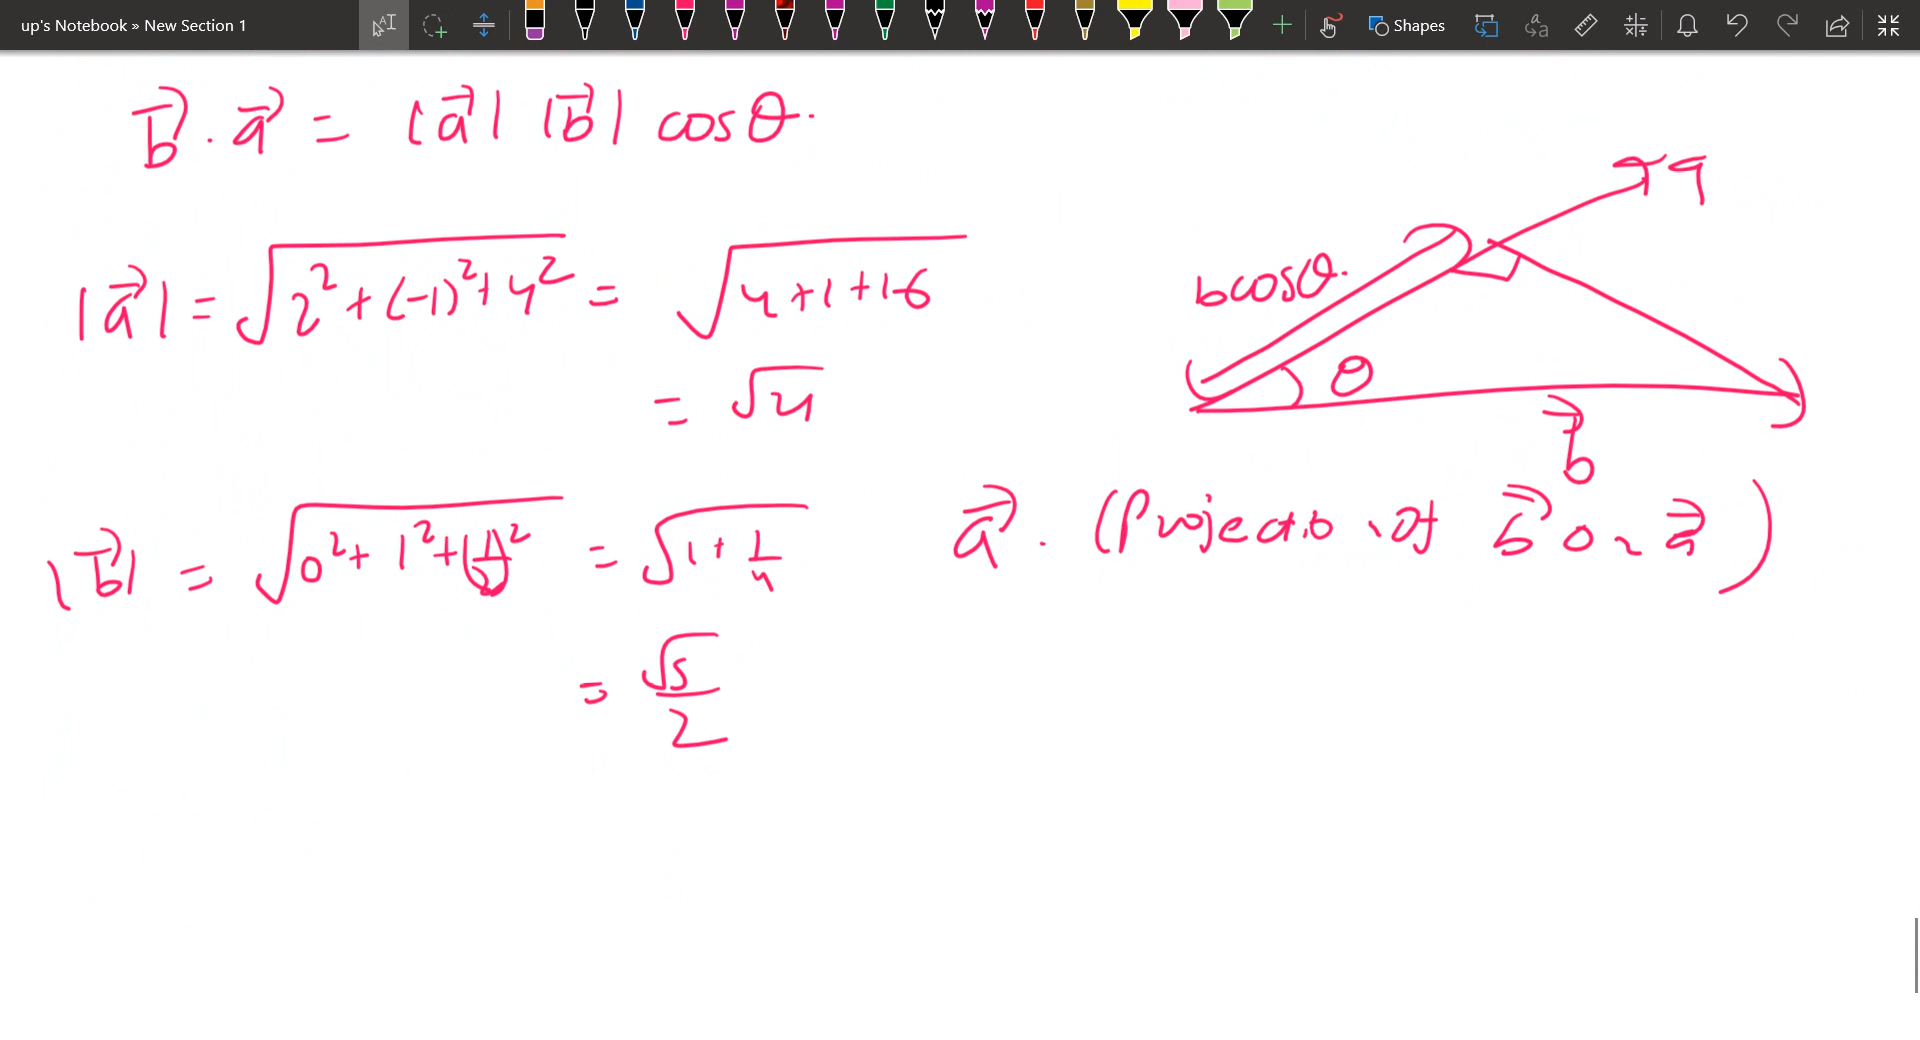 up's Notebook » New Section 1
Shapes
b⃗ . a⃗ = |a⃗| |b⃗| cosθ.
|a⃗| = √(2² + (-1)² + 4²) = √(4 + 1 + 16)
= √21
|b⃗| = √(0² + 1² + (1/2)²) = √(1 + 1/4)
= √5/2
a
bcosθ.
θ
b⃗
a⃗ . (Projection of b⃗ on a⃗)